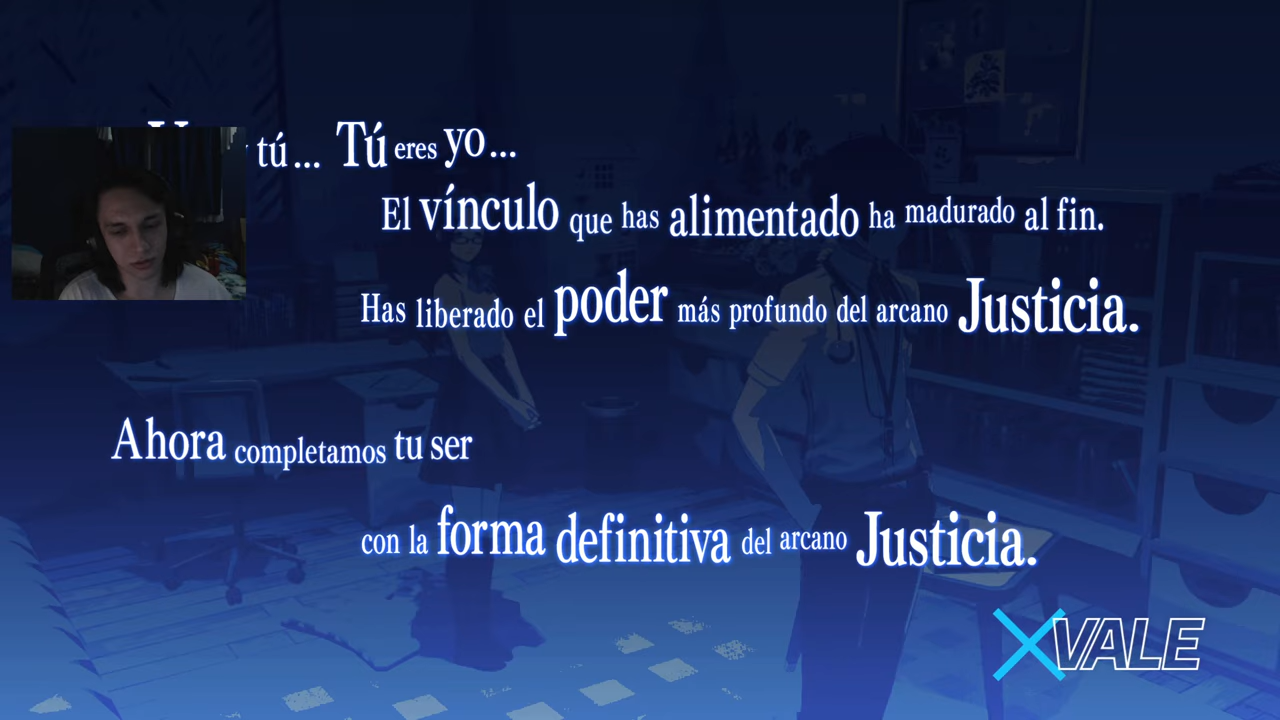 tú... Tú eres yo...
El vínculo que has alimentado ha madurado al fin.
Has liberado el poder más profundo del arcano Justicia.
Ahora completamos tu ser
con la forma definitiva del arcano Justicia.
VALE